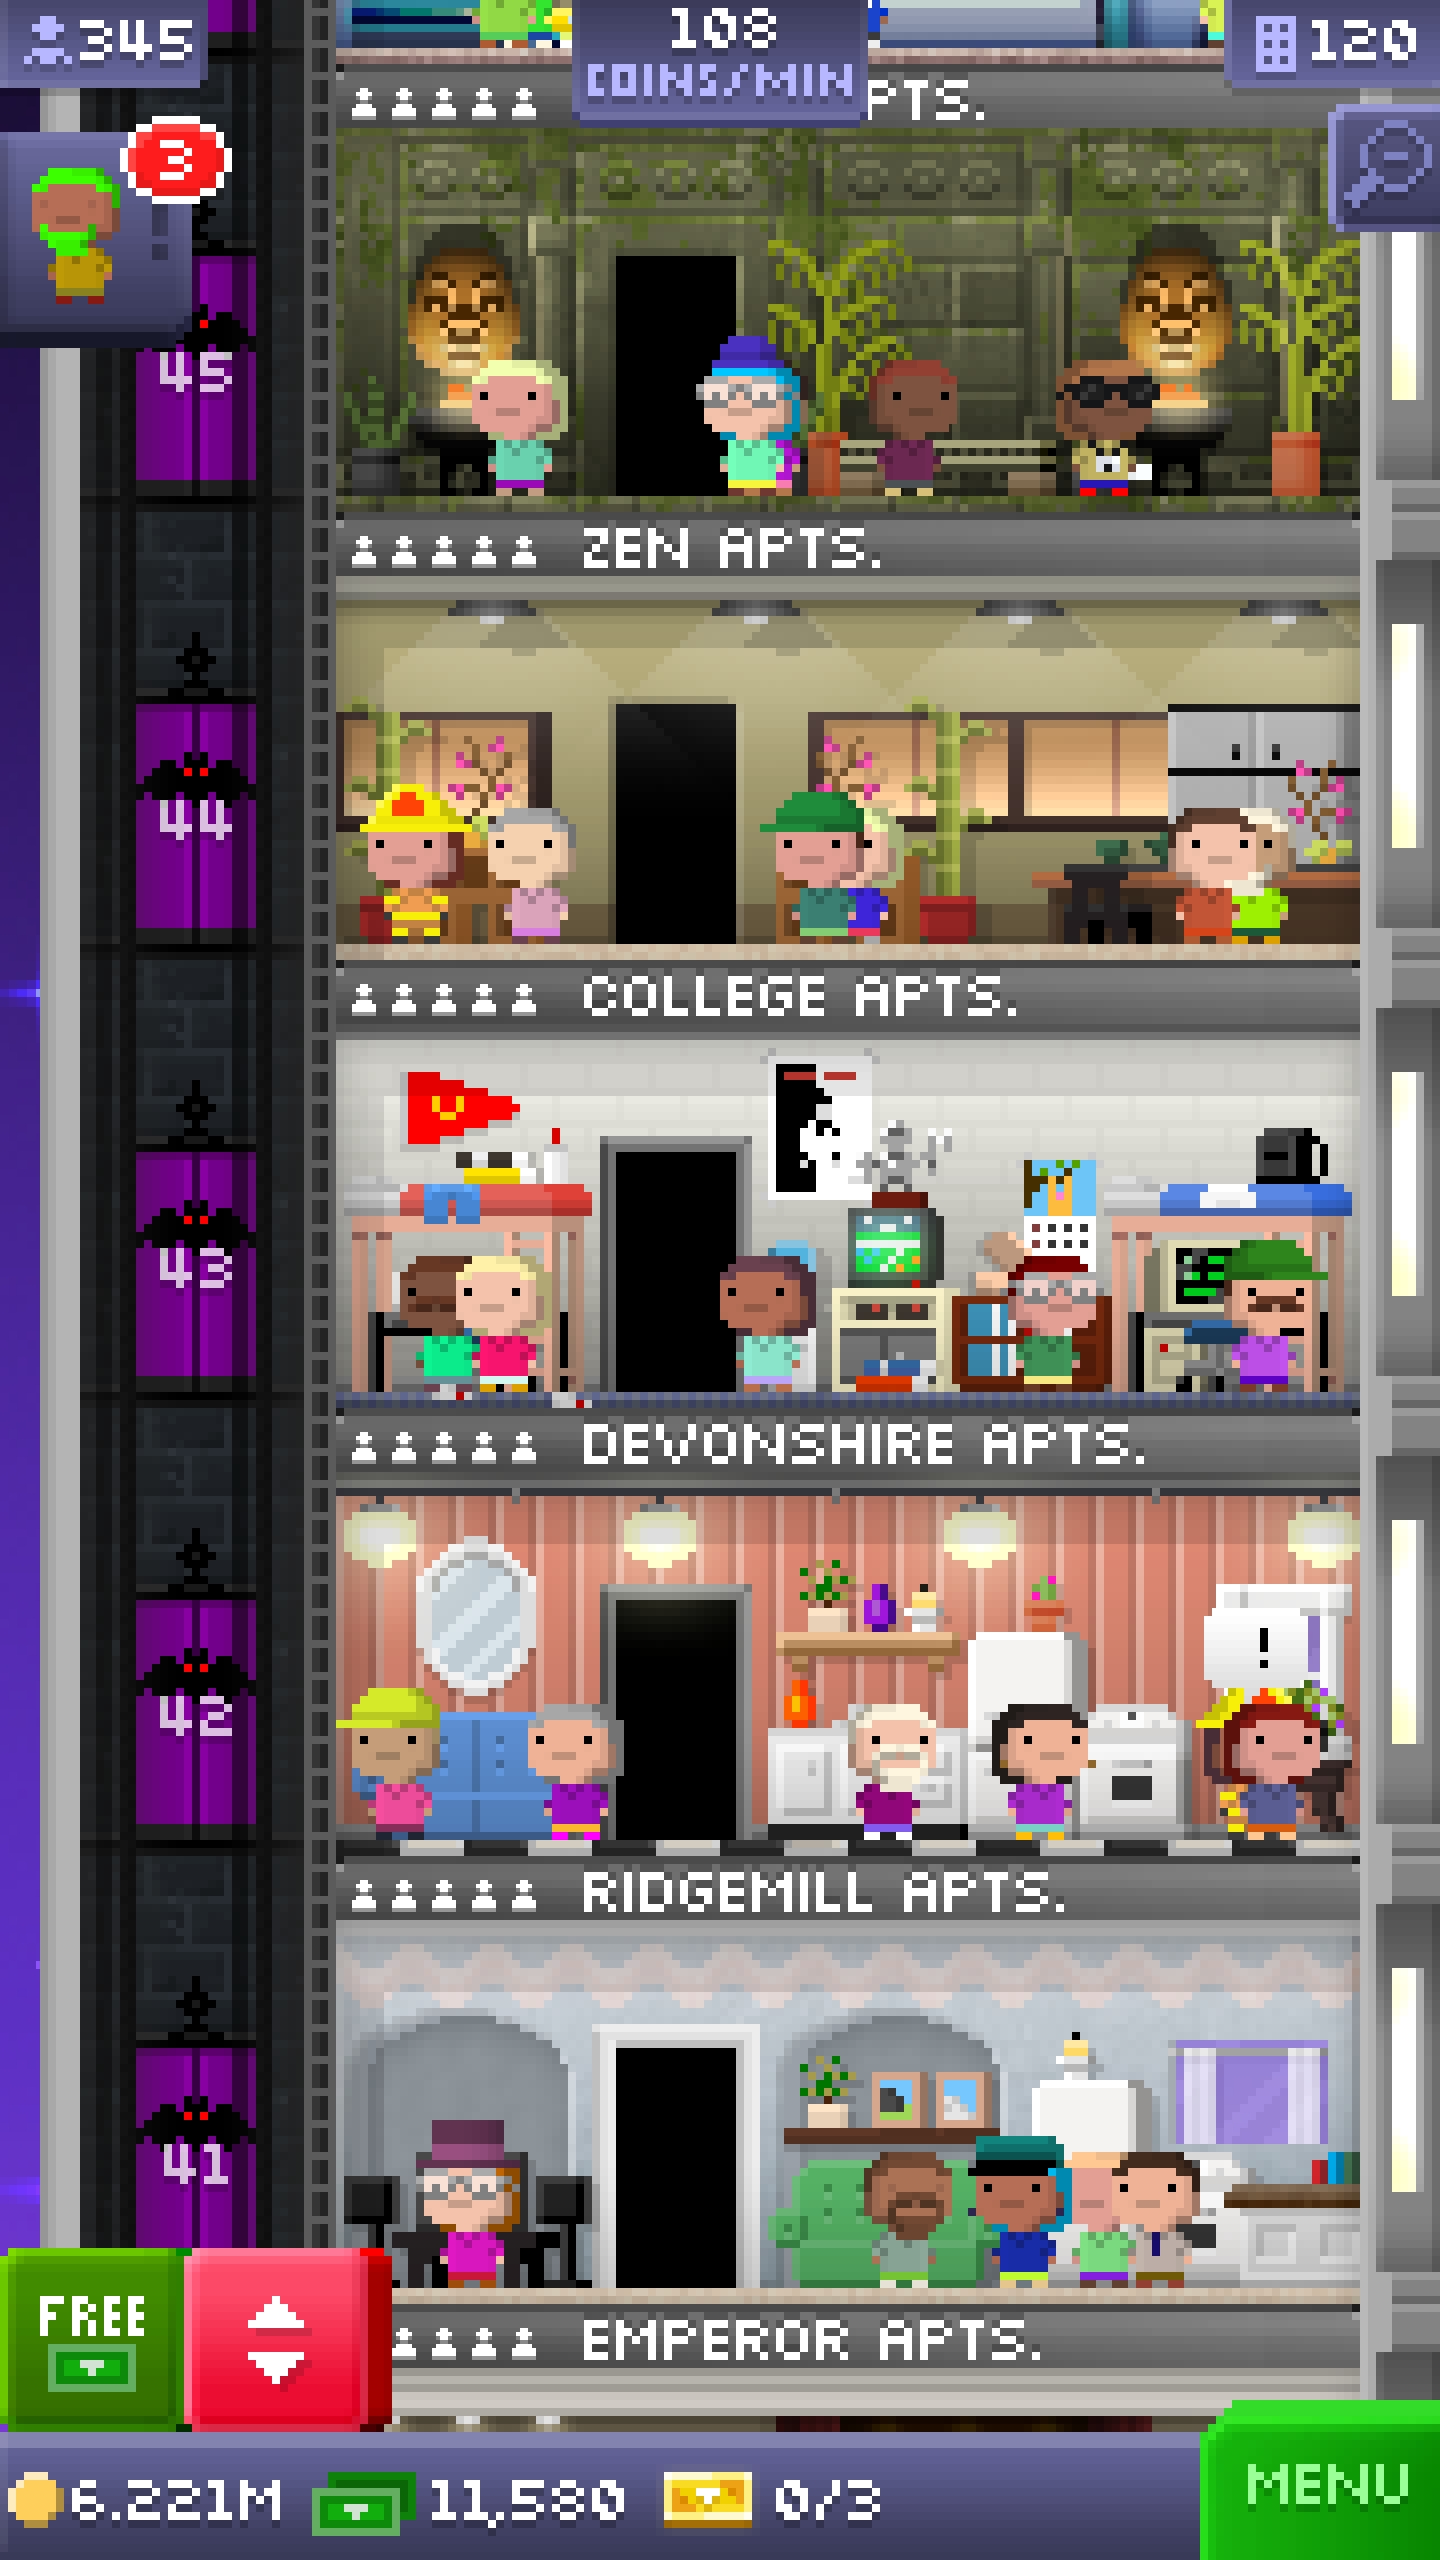 345
108
COINS/MIN
120
3
PTS.
45
ZEN APTS.
44
COLLEGE APTS.
43
DEVONSHIRE APTS.
!
42
RIDGEMILL APTS.
41
FREE
EMPEROR APTS.
6.221M
11,580
0/3
MENU